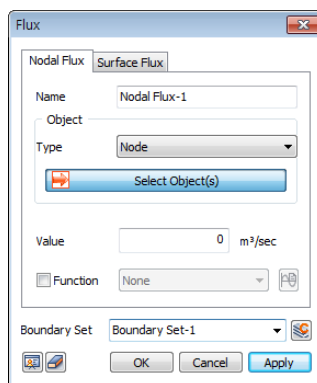 Flux
Nodal Flux Surface Flux
Name Nodal Flux-1
Object
Type Node
Select Object(s)
Value 0 m³/sec
Function None
Boundary Set Boundary Set-1
OK Cancel Apply